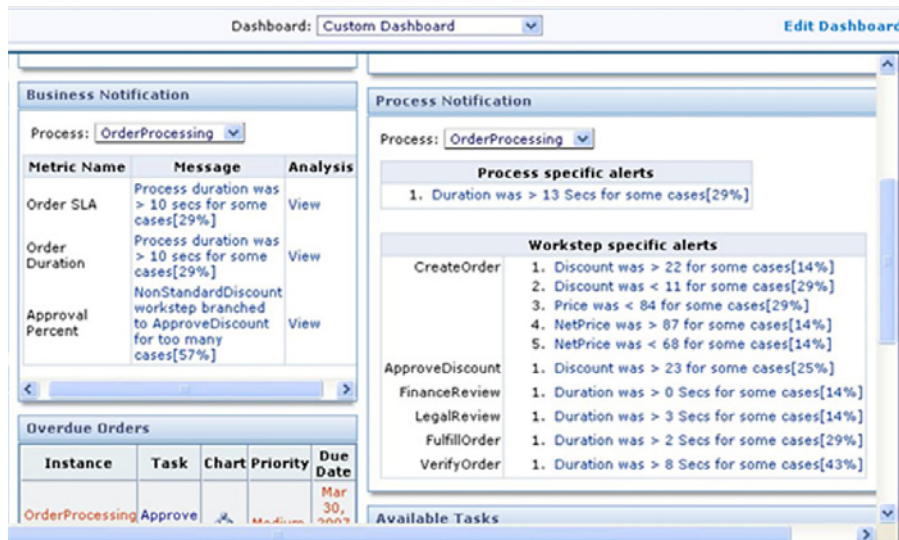 Dashboard: Custom Dashboard Edit Dashboard
Business Notification
Process: OrderProcessing
Metric Name Message Analysis
Order SLA Process duration was > 10 secs for some cases[29%] View
Order Duration Process duration was > 10 secs for some cases[29%] View
Approval Percent NonStandardDiscount workstep branched to ApproveDiscount for too many cases[57%] View
Overdue Orders
Instance Task Chart Priority Due Date
OrderProcessing Approve Medium Mar 30, 2007
Process Notification
Process: OrderProcessing
Process specific alerts
1. Duration was > 13 Secs for some cases[29%]
Workstep specific alerts
CreateOrder 1. Discount was > 22 for some cases[14%]
2. Discount was < 11 for some cases[29%]
3. Price was < 84 for some cases[29%]
4. NetPrice was > 87 for some cases[14%]
5. NetPrice was < 68 for some cases[14%]
ApproveDiscount 1. Discount was > 23 for some cases[25%]
FinanceReview 1. Duration was > 0 Secs for some cases[14%]
LegalReview 1. Duration was > 3 Secs for some cases[14%]
FulfillOrder 1. Duration was > 2 Secs for some cases[29%]
VerifyOrder 1. Duration was > 8 Secs for some cases[43%]
Available Tasks